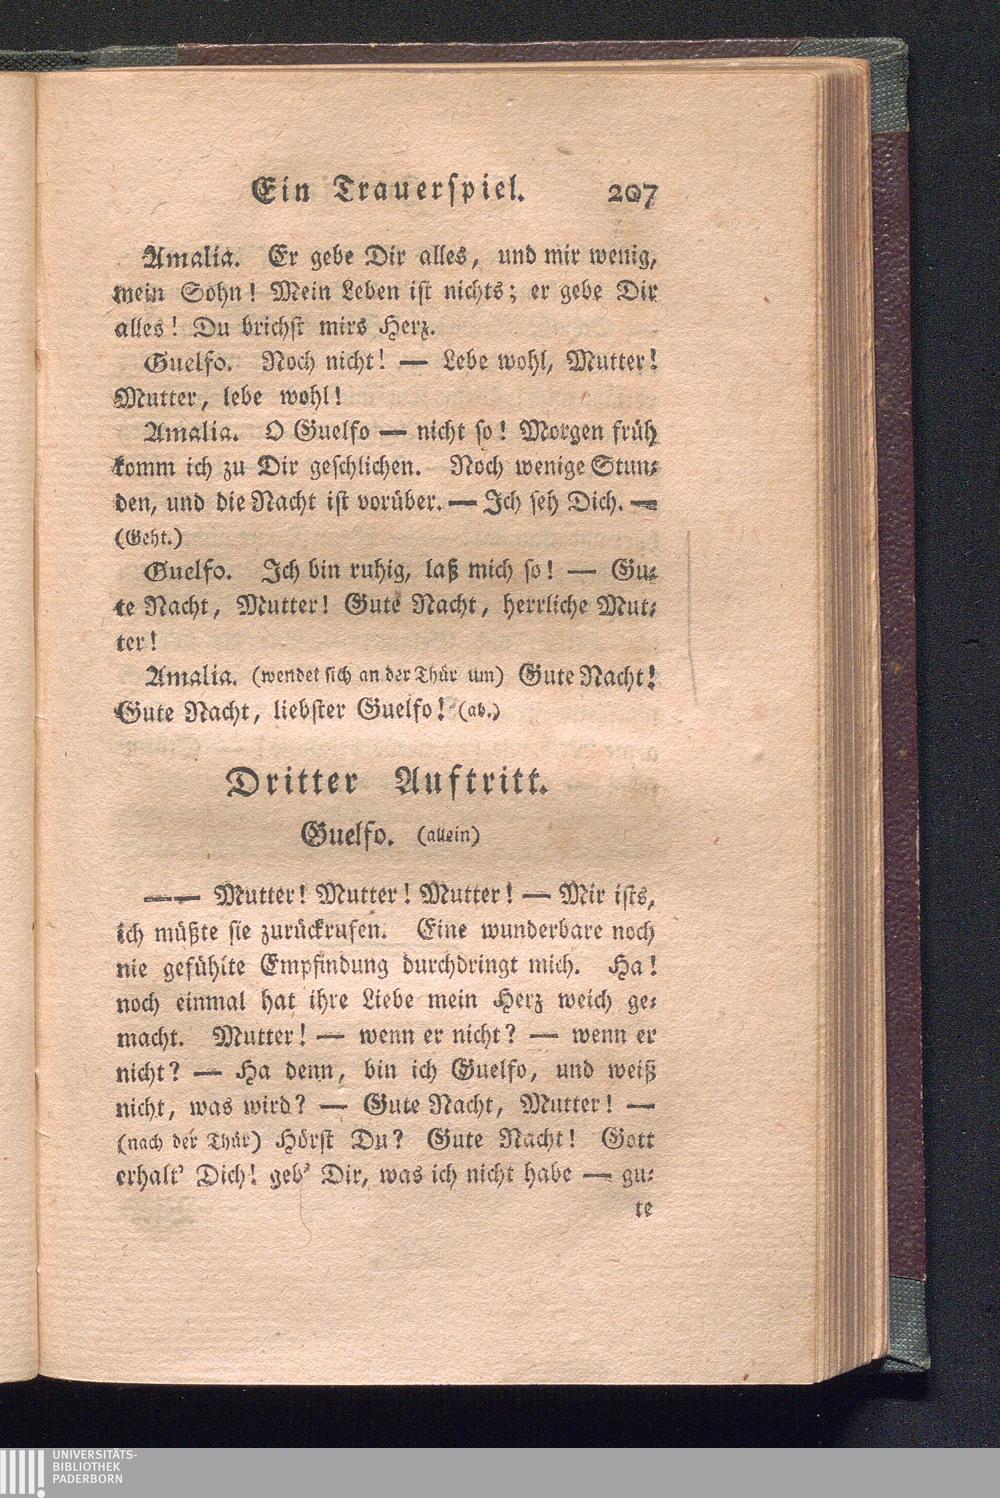 Ein Trauerspiel. 207
Amalia. Er gebe Dir alles, und mir wenig,
mein Sohn! Mein Leben ist nichts; er gebe Dir
alles! Du brichst mirs Herz.
Guelfo. Noch nicht! — Lebe wohl, Mutter!
Mutter, lebe wohl!
Amalia. O Guelfo — nicht so! Morgen früh
komm ich zu Dir geschlichen. Noch wenige Stun-
den, und die Nacht ist vorüber. — Ich seh Dich. —
(Geht.)
Guelfo. Ich bin ruhig, laß mich so! — Gu-
te Nacht, Mutter! Gute Nacht, herrliche Mut-
ter!
Amalia. (wendet sich an der Thür um) Gute Nacht!
Gute Nacht, liebster Guelfo! (ab.)
Dritter Auftritt.
Guelfo. (allein)
— — Mutter! Mutter! Mutter! — Mir ists,
ich müßte sie zurückrufen. Eine wunderbare noch
nie gefühlte Empfindung durchdringt mich. Ha!
noch einmal hat ihre Liebe mein Herz weich ge-
macht. Mutter! — wenn er nicht? — wenn er
nicht? — Ha denn, bin ich Guelfo, und weiß
nicht, was wird? — Gute Nacht, Mutter! —
(nach der Thür) Hörst Du? Gute Nacht! Gott
erhalt' Dich! geb' Dir, was ich nicht habe — gu-
te
UNIVERSITÄTS-
BIBLIOTHEK
PADERBORN